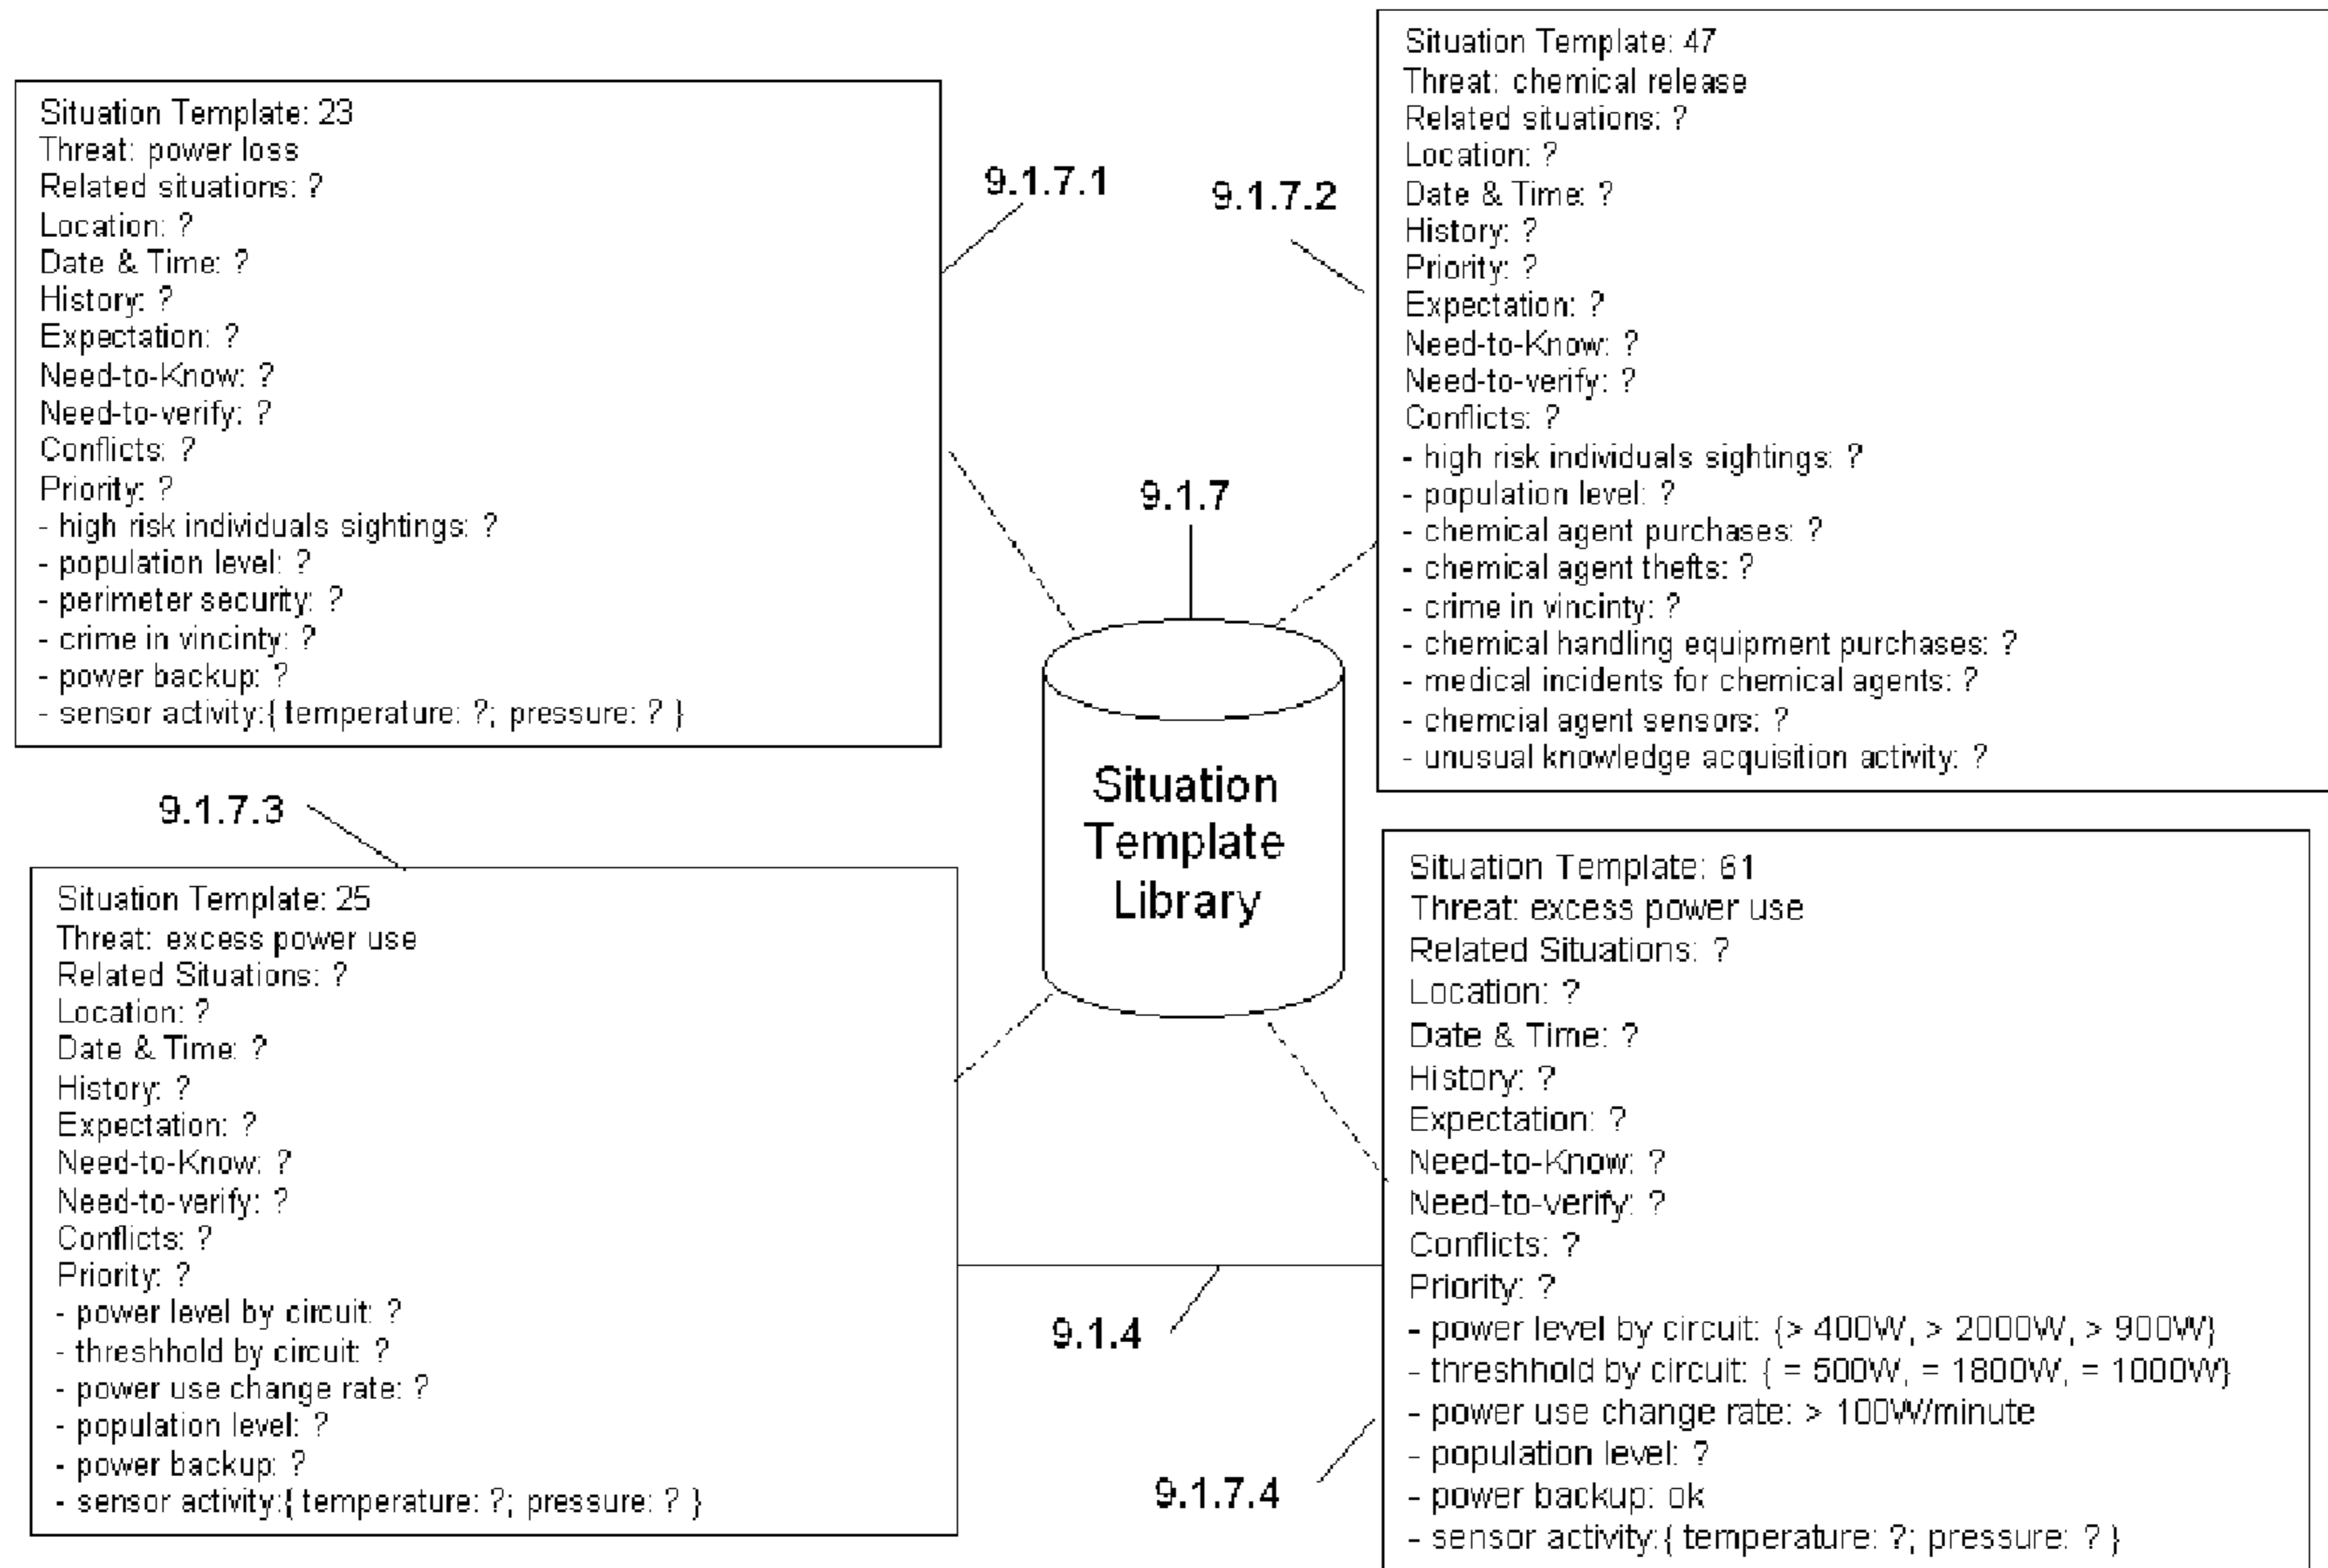 Situation Template: 23
Threat: power loss
Related situations: ?
Location: ?
Date & Time: ?
History: ?
Expectation: ?
Need-to-Know: ?
Need-to-verify: ?
Conflicts: ?
Priority: ?
- high risk individuals sightings: ?
- population level: ?
- perimeter security: ?
- crime in vincinty: ?
- power backup: ?
- sensor activity:{ temperature: ?; pressure: ? }
9.1.7.1
9.1.7.2
Situation Template: 47
Threat: chemical release
Related situations: ?
Location: ?
Date & Time: ?
History: ?
Priority: ?
Expectation: ?
Need-to-Know: ?
Need-to-verify: ?
Conflicts: ?
- high risk individuals sightings: ?
- population level: ?
- chemical agent purchases: ?
- chemical agent thefts: ?
- crime in vincinty: ?
- chemical handling equipment purchases: ?
- medical incidents for chemical agents: ?
- chemcial agent sensors: ?
- unusual knowledge acquisition activity: ?
9.1.7
Situation
Template
Library
9.1.7.3
Situation Template: 25
Threat: excess power use
Related Situations: ?
Location: ?
Date & Time: ?
History: ?
Expectation: ?
Need-to-Know: ?
Need-to-verify: ?
Conflicts: ?
Priority: ?
- power level by circuit: ?
- threshhold by circuit: ?
- power use change rate: ?
- population level: ?
- power backup: ?
- sensor activity:{ temperature: ?; pressure: ? }
9.1.4
9.1.7.4
Situation Template: 61
Threat: excess power use
Related Situations: ?
Location: ?
Date & Time: ?
History: ?
Expectation: ?
Need-to-Know: ?
Need-to-verify: ?
Conflicts: ?
Priority: ?
- power level by circuit: {> 400W, > 2000W, > 900W}
- threshhold by circuit: { = 500W, = 1800W, = 1000W}
- power use change rate: > 100W/minute
- population level: ?
- power backup: ok
- sensor activity:{ temperature: ?; pressure: ? }